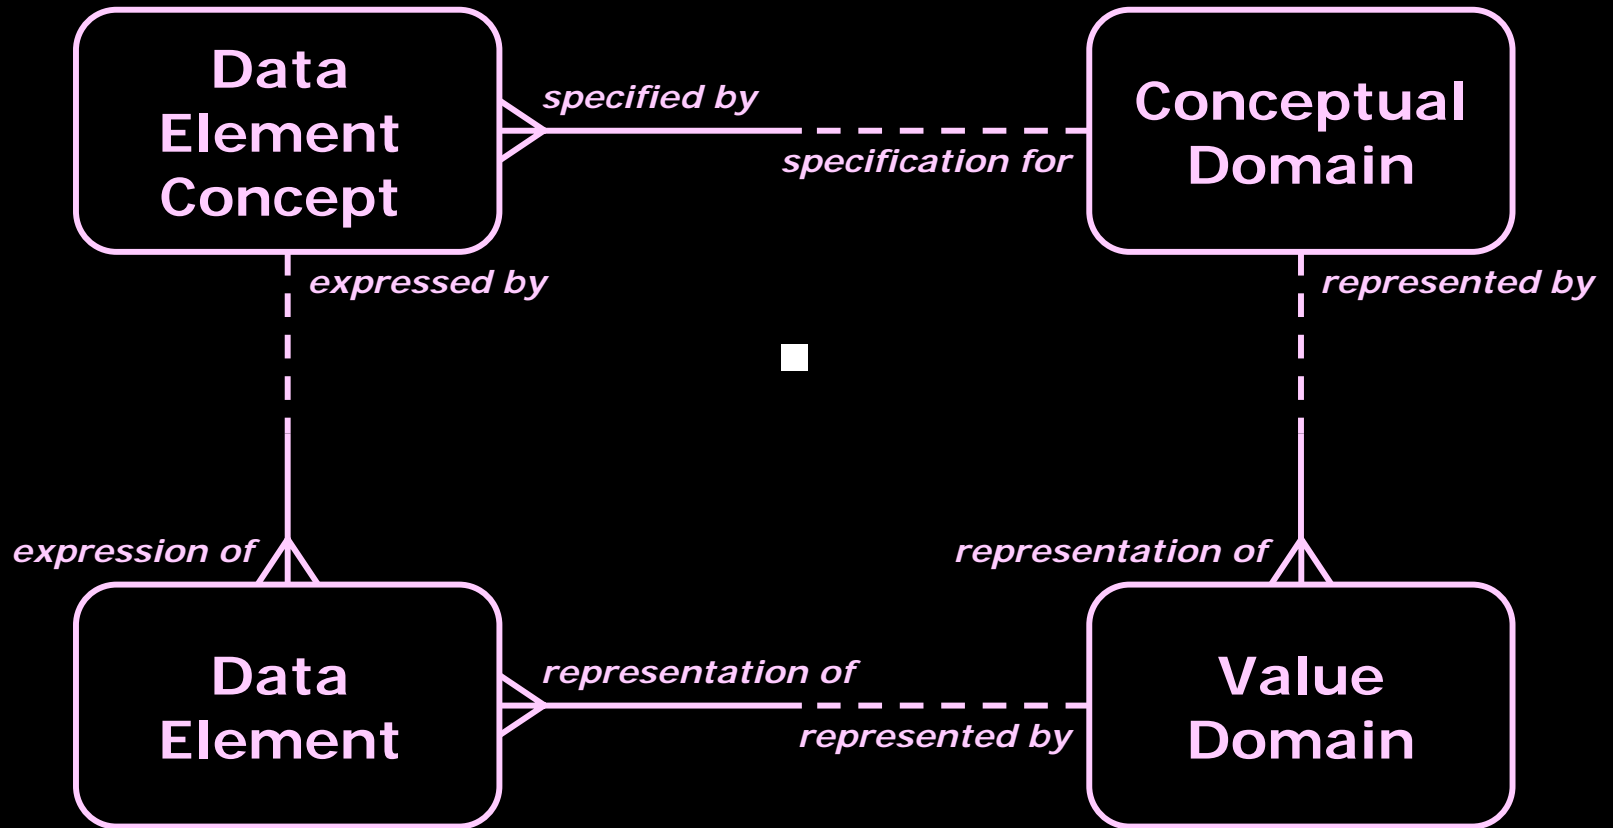 Data
Element
Concept
specified by
specification for
Conceptual
Domain
expressed by
represented by
expression of
representation of
Data
Element
representation of
represented by
Value
Domain